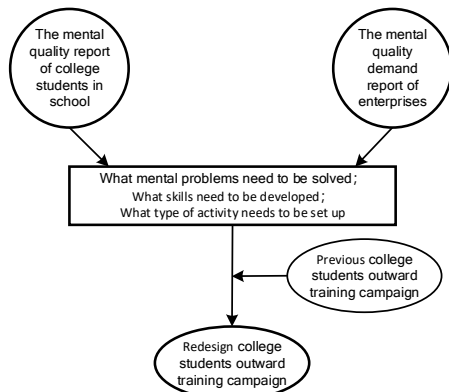 The mental
quality report
of college
students in
school
The mental
quality
demand
report of
enterprises
What mental problems need to be solved;
What skills need to be developed;
What type of activity needs to be set up
Previous college
students outward
training campaign
Redesign college
students outward
training campaign